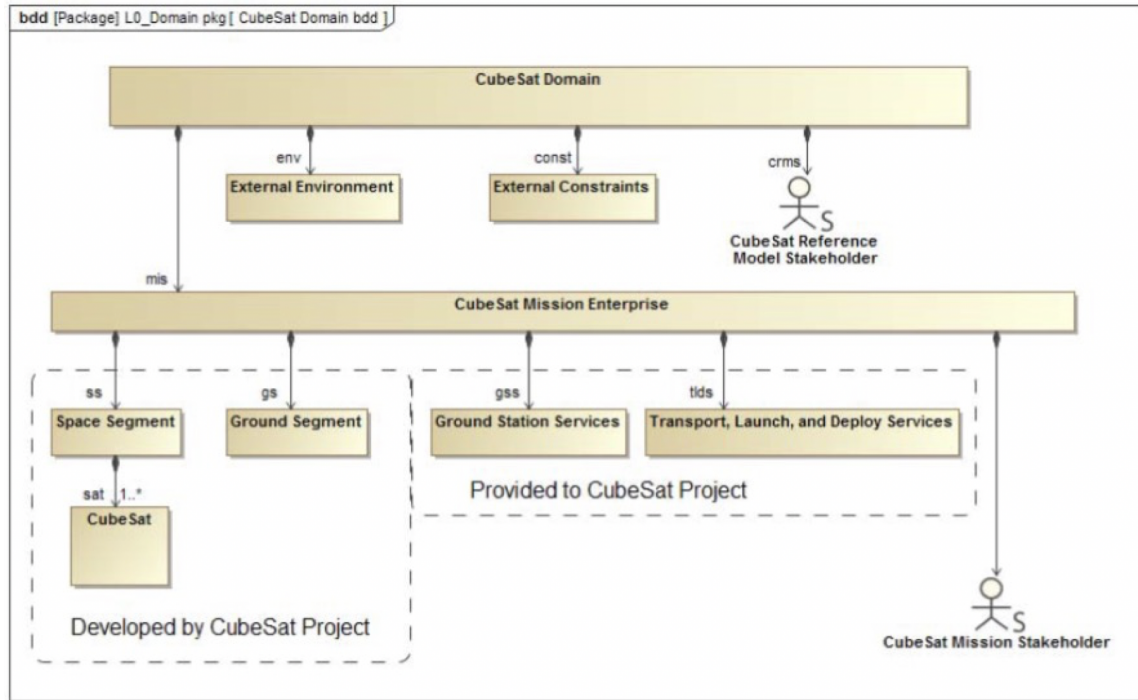 bdd [Package] L0_Domain pkg [ CubeSat Domain bdd ]
CubeSat Domain
env
const
crms
External Environment
External Constraints
CubeSat Reference
Model Stakeholder
mis
CubeSat Mission Enterprise
ss
gs
gss
tlds
Space Segment
Ground Segment
Ground Station Services
Transport, Launch, and Deploy Services
sat
1..*
Provided to CubeSat Project
CubeSat
Developed by CubeSat Project
S
S
CubeSat Mission Stakeholder